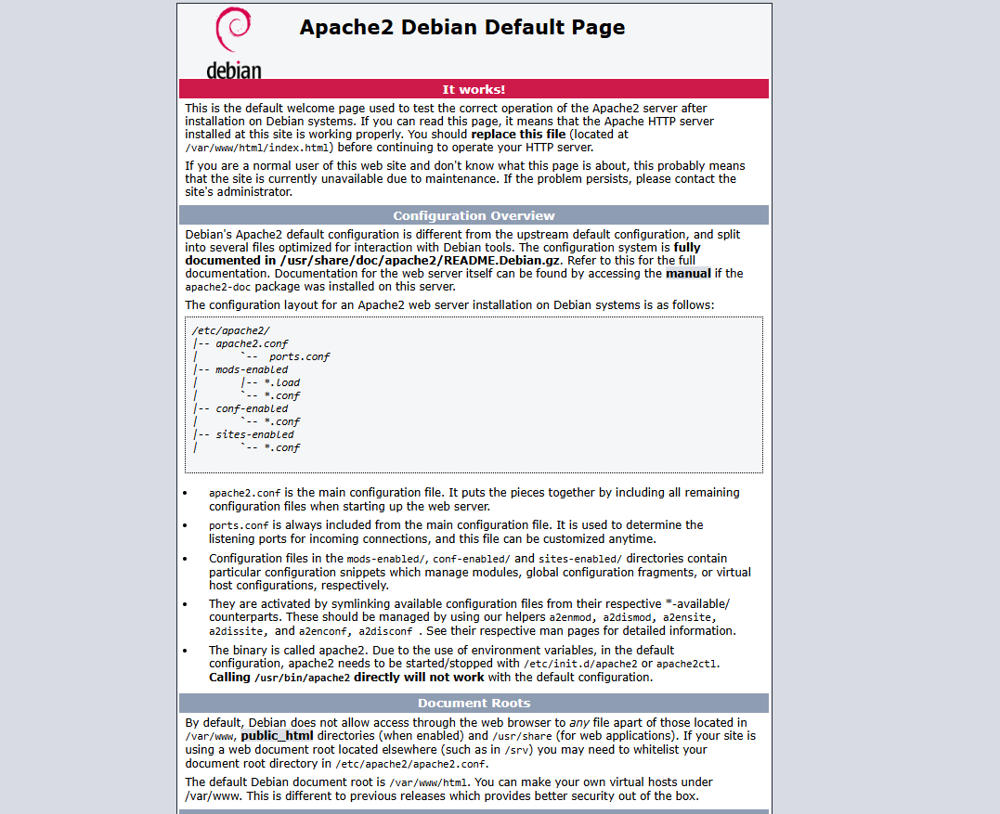 debian
Apache2 Debian Default Page
It works!
This is the default welcome page used to test the correct operation of the Apache2 server after
installation on Debian systems. If you can read this page, it means that the Apache HTTP server
installed at this site is working properly. You should replace this file (located at
/var/www/html/index.html) before continuing to operate your HTTP server.
If you are a normal user of this web site and don't know what this page is about, this probably means
that the site is currently unavailable due to maintenance. If the problem persists, please contact the
site's administrator.
Configuration Overview
Debian's Apache2 default configuration is different from the upstream default configuration, and split
into several files optimized for interaction with Debian tools. The configuration system is fully
documented in /usr/share/doc/apache2/README.Debian.gz. Refer to this for the full
documentation. Documentation for the web server itself can be found by accessing the manual if the
apache2-doc package was installed on this server.
The configuration layout for an Apache2 web server installation on Debian systems is as follows:
/etc/apache2/
|-- apache2.conf
|       `--  ports.conf
|-- mods-enabled
|       |-- *.load
|       `-- *.conf
|-- conf-enabled
|       `-- *.conf
|-- sites-enabled
|       `-- *.conf
• apache2.conf is the main configuration file. It puts the pieces together by including all remaining
configuration files when starting up the web server.
• ports.conf is always included from the main configuration file. It is used to determine the
listening ports for incoming connections, and this file can be customized anytime.
• Configuration files in the mods-enabled/, conf-enabled/ and sites-enabled/ directories contain
particular configuration snippets which manage modules, global configuration fragments, or virtual
host configurations, respectively.
• They are activated by symlinking available configuration files from their respective *-available/
counterparts. These should be managed by using our helpers a2enmod, a2dismod, a2ensite,
a2dissite, and a2enconf, a2disconf . See their respective man pages for detailed information.
• The binary is called apache2. Due to the use of environment variables, in the default
configuration, apache2 needs to be started/stopped with /etc/init.d/apache2 or apache2ctl.
Calling /usr/bin/apache2 directly will not work with the default configuration.
Document Roots
By default, Debian does not allow access through the web browser to any file apart of those located in
/var/www, public_html directories (when enabled) and /usr/share (for web applications). If your site is
using a web document root located elsewhere (such as in /srv) you may need to whitelist your
document root directory in /etc/apache2/apache2.conf.
The default Debian document root is /var/www/html. You can make your own virtual hosts under
/var/www. This is different to previous releases which provides better security out of the box.